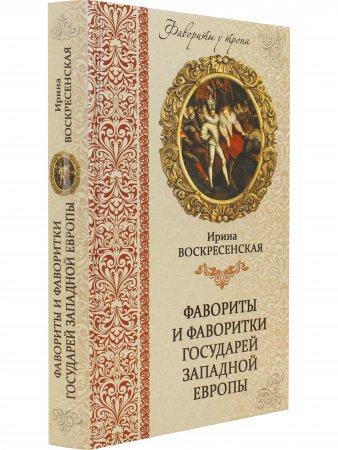 Фавориты у трона
Ирина
ВОСКРЕСЕНСКАЯ
ФАВОРИТЫ
И ФАВОРИТКИ
ГОСУДАРЕЙ
ЗАПАДНОЙ
ЕВРОПЫ
Ирина
ВОСКРЕСЕНСКАЯ
ФАВОРИТЫ И ФАВОРИТКИ
ГОСУДАРЕЙ ЗАПАДНОЙ ЕВРОПЫ